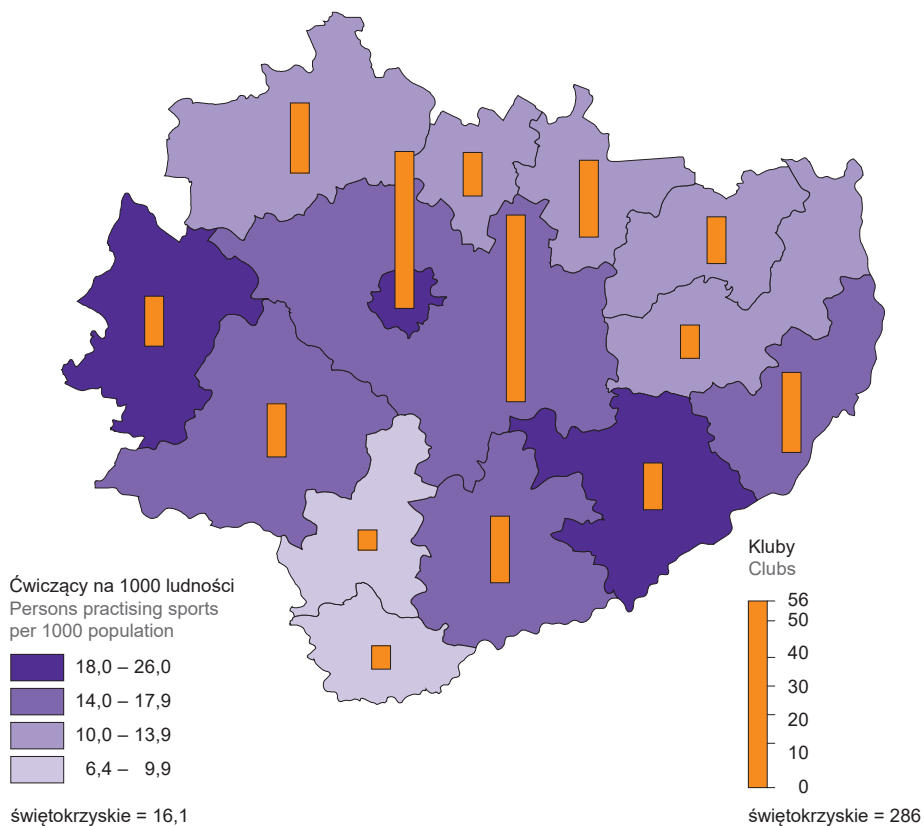 Ćwiczący na 1000 ludności
Persons practising sports
per 1000 population
18,0 – 26,0
14,0 – 17,9
10,0 – 13,9
6,4 – 9,9
świętokrzyskie = 16,1
Kluby
Clubs
56
50
40
30
20
10
0
świętokrzyskie = 286